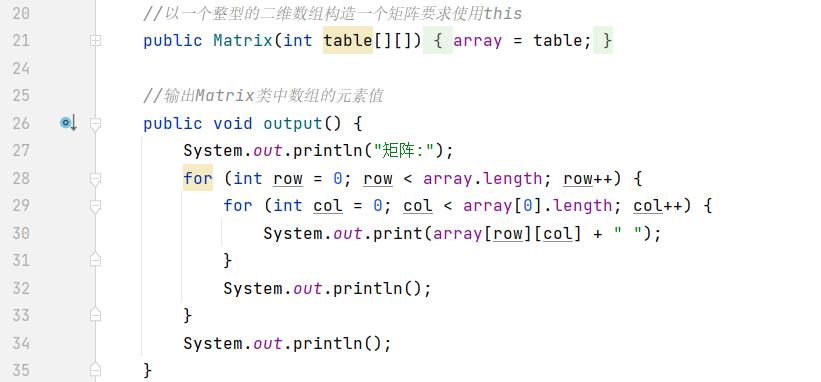 20 //以一个整型的二维数组构造一个矩阵要求使用this
21 public Matrix(int table[][]) { array = table; }
24
25 //输出Matrix类中数组的元素值
26 public void output() {
27 System.out.println("矩阵:");
28 for (int row = 0; row < array.length; row++) {
29 for (int col = 0; col < array[0].length; col++) {
30 System.out.print(array[row][col] + " ");
31 }
32 System.out.println();
33 }
34 System.out.println();
35 }